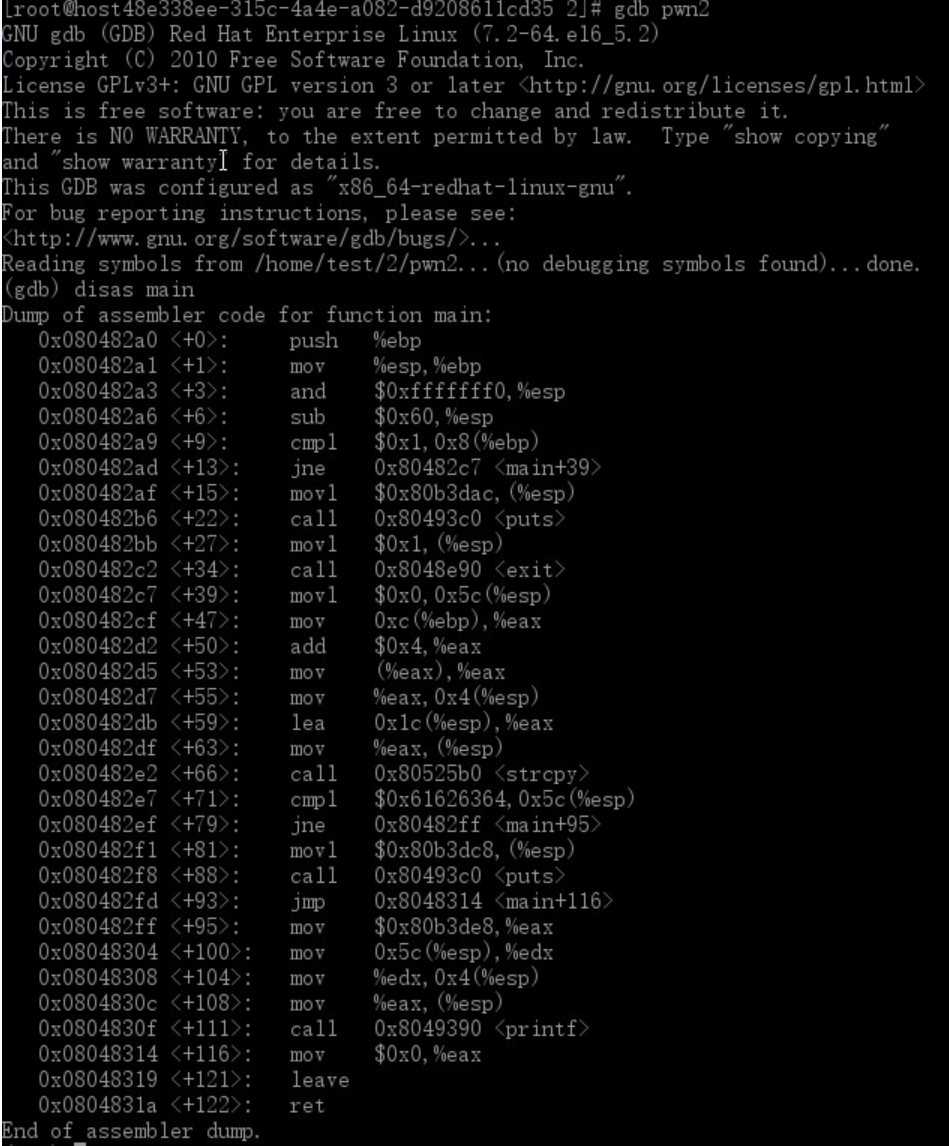 [root@host48e338ee-315c-4a4e-a082-d9208611cd35 2]# gdb pwn2
GNU gdb (GDB) Red Hat Enterprise Linux (7.2-64.el6_5.2)
Copyright (C) 2010 Free Software Foundation, Inc.
License GPLv3+: GNU GPL version 3 or later <http://gnu.org/licenses/gpl.html>
This is free software: you are free to change and redistribute it.
There is NO WARRANTY, to the extent permitted by law.  Type "show copying"
and "show warranty" for details.
This GDB was configured as "x86_64-redhat-linux-gnu".
For bug reporting instructions, please see:
<http://www.gnu.org/software/gdb/bugs/>...
Reading symbols from /home/test/2/pwn2...(no debugging symbols found)...done.
(gdb) disas main
Dump of assembler code for function main:
   0x080482a0 <+0>:     push   %ebp
   0x080482a1 <+1>:     mov    %esp,%ebp
   0x080482a3 <+3>:     and    $0xfffffff0,%esp
   0x080482a6 <+6>:     sub    $0x60,%esp
   0x080482a9 <+9>:     cmpl   $0x1,0x8(%ebp)
   0x080482ad <+13>:    jne    0x80482c7 <main+39>
   0x080482af <+15>:    movl   $0x80b3dac,(%esp)
   0x080482b6 <+22>:    call   0x80493c0 <puts>
   0x080482bb <+27>:    movl   $0x1,(%esp)
   0x080482c2 <+34>:    call   0x8048e90 <exit>
   0x080482c7 <+39>:    movl   $0x0,0x5c(%esp)
   0x080482cf <+47>:    mov    0xc(%ebp),%eax
   0x080482d2 <+50>:    add    $0x4,%eax
   0x080482d5 <+53>:    mov    (%eax),%eax
   0x080482d7 <+55>:    mov    %eax,0x4(%esp)
   0x080482db <+59>:    lea    0x1c(%esp),%eax
   0x080482df <+63>:    mov    %eax,(%esp)
   0x080482e2 <+66>:    call   0x80525b0 <strcpy>
   0x080482e7 <+71>:    cmpl   $0x61626364,0x5c(%esp)
   0x080482ef <+79>:    jne    0x80482ff <main+95>
   0x080482f1 <+81>:    movl   $0x80b3dc8,(%esp)
   0x080482f8 <+88>:    call   0x80493c0 <puts>
   0x080482fd <+93>:    jmp    0x8048314 <main+116>
   0x080482ff <+95>:    mov    $0x80b3de8,%eax
   0x08048304 <+100>:   mov    0x5c(%esp),%edx
   0x08048308 <+104>:   mov    %edx,0x4(%esp)
   0x0804830c <+108>:   mov    %eax,(%esp)
   0x0804830f <+111>:   call   0x8049390 <printf>
   0x08048314 <+116>:   mov    $0x0,%eax
   0x08048319 <+121>:   leave
   0x0804831a <+122>:   ret
End of assembler dump.